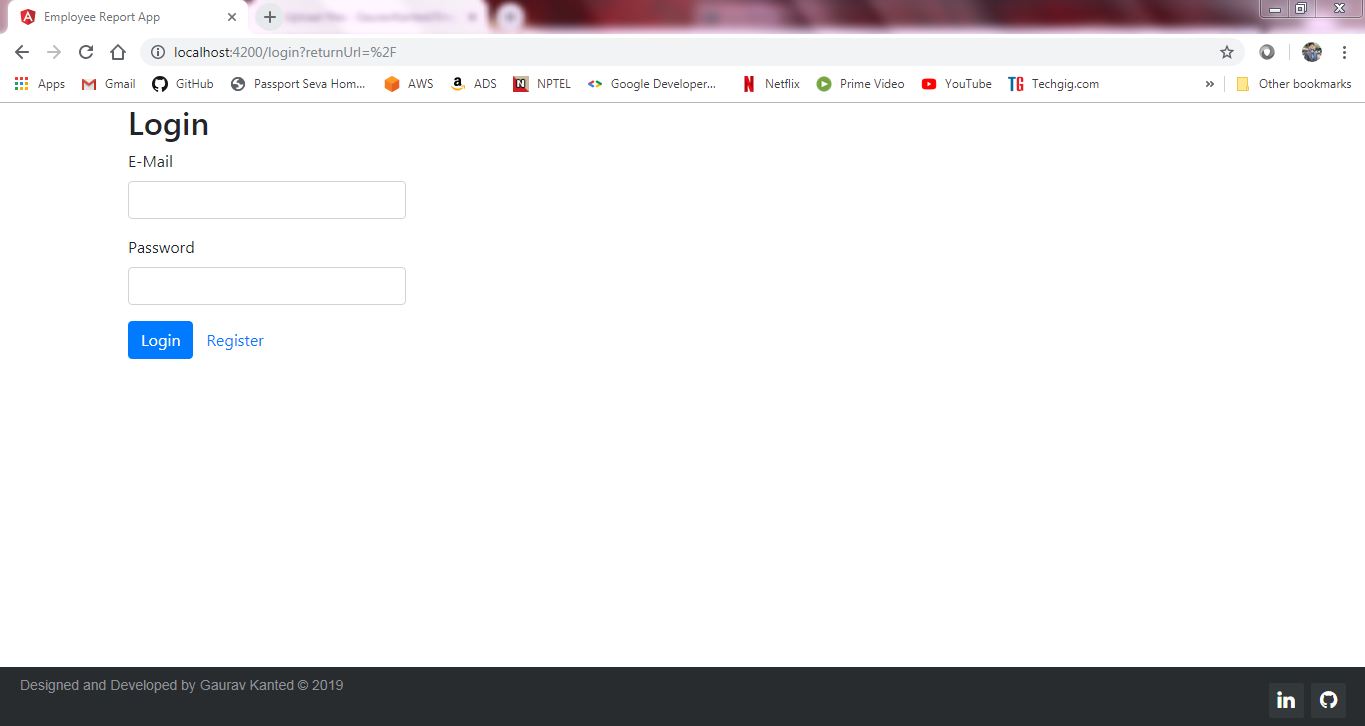 Employee Report App
localhost:4200/login?returnUrl=%2F
Apps Gmail GitHub Passport Seva Hom... AWS ADS NPTEL Google Developer... Netflix Prime Video YouTube Techgig.com » Other bookmarks
Login
E-Mail
Password
Login Register
Designed and Developed by Gaurav Kanted © 2019